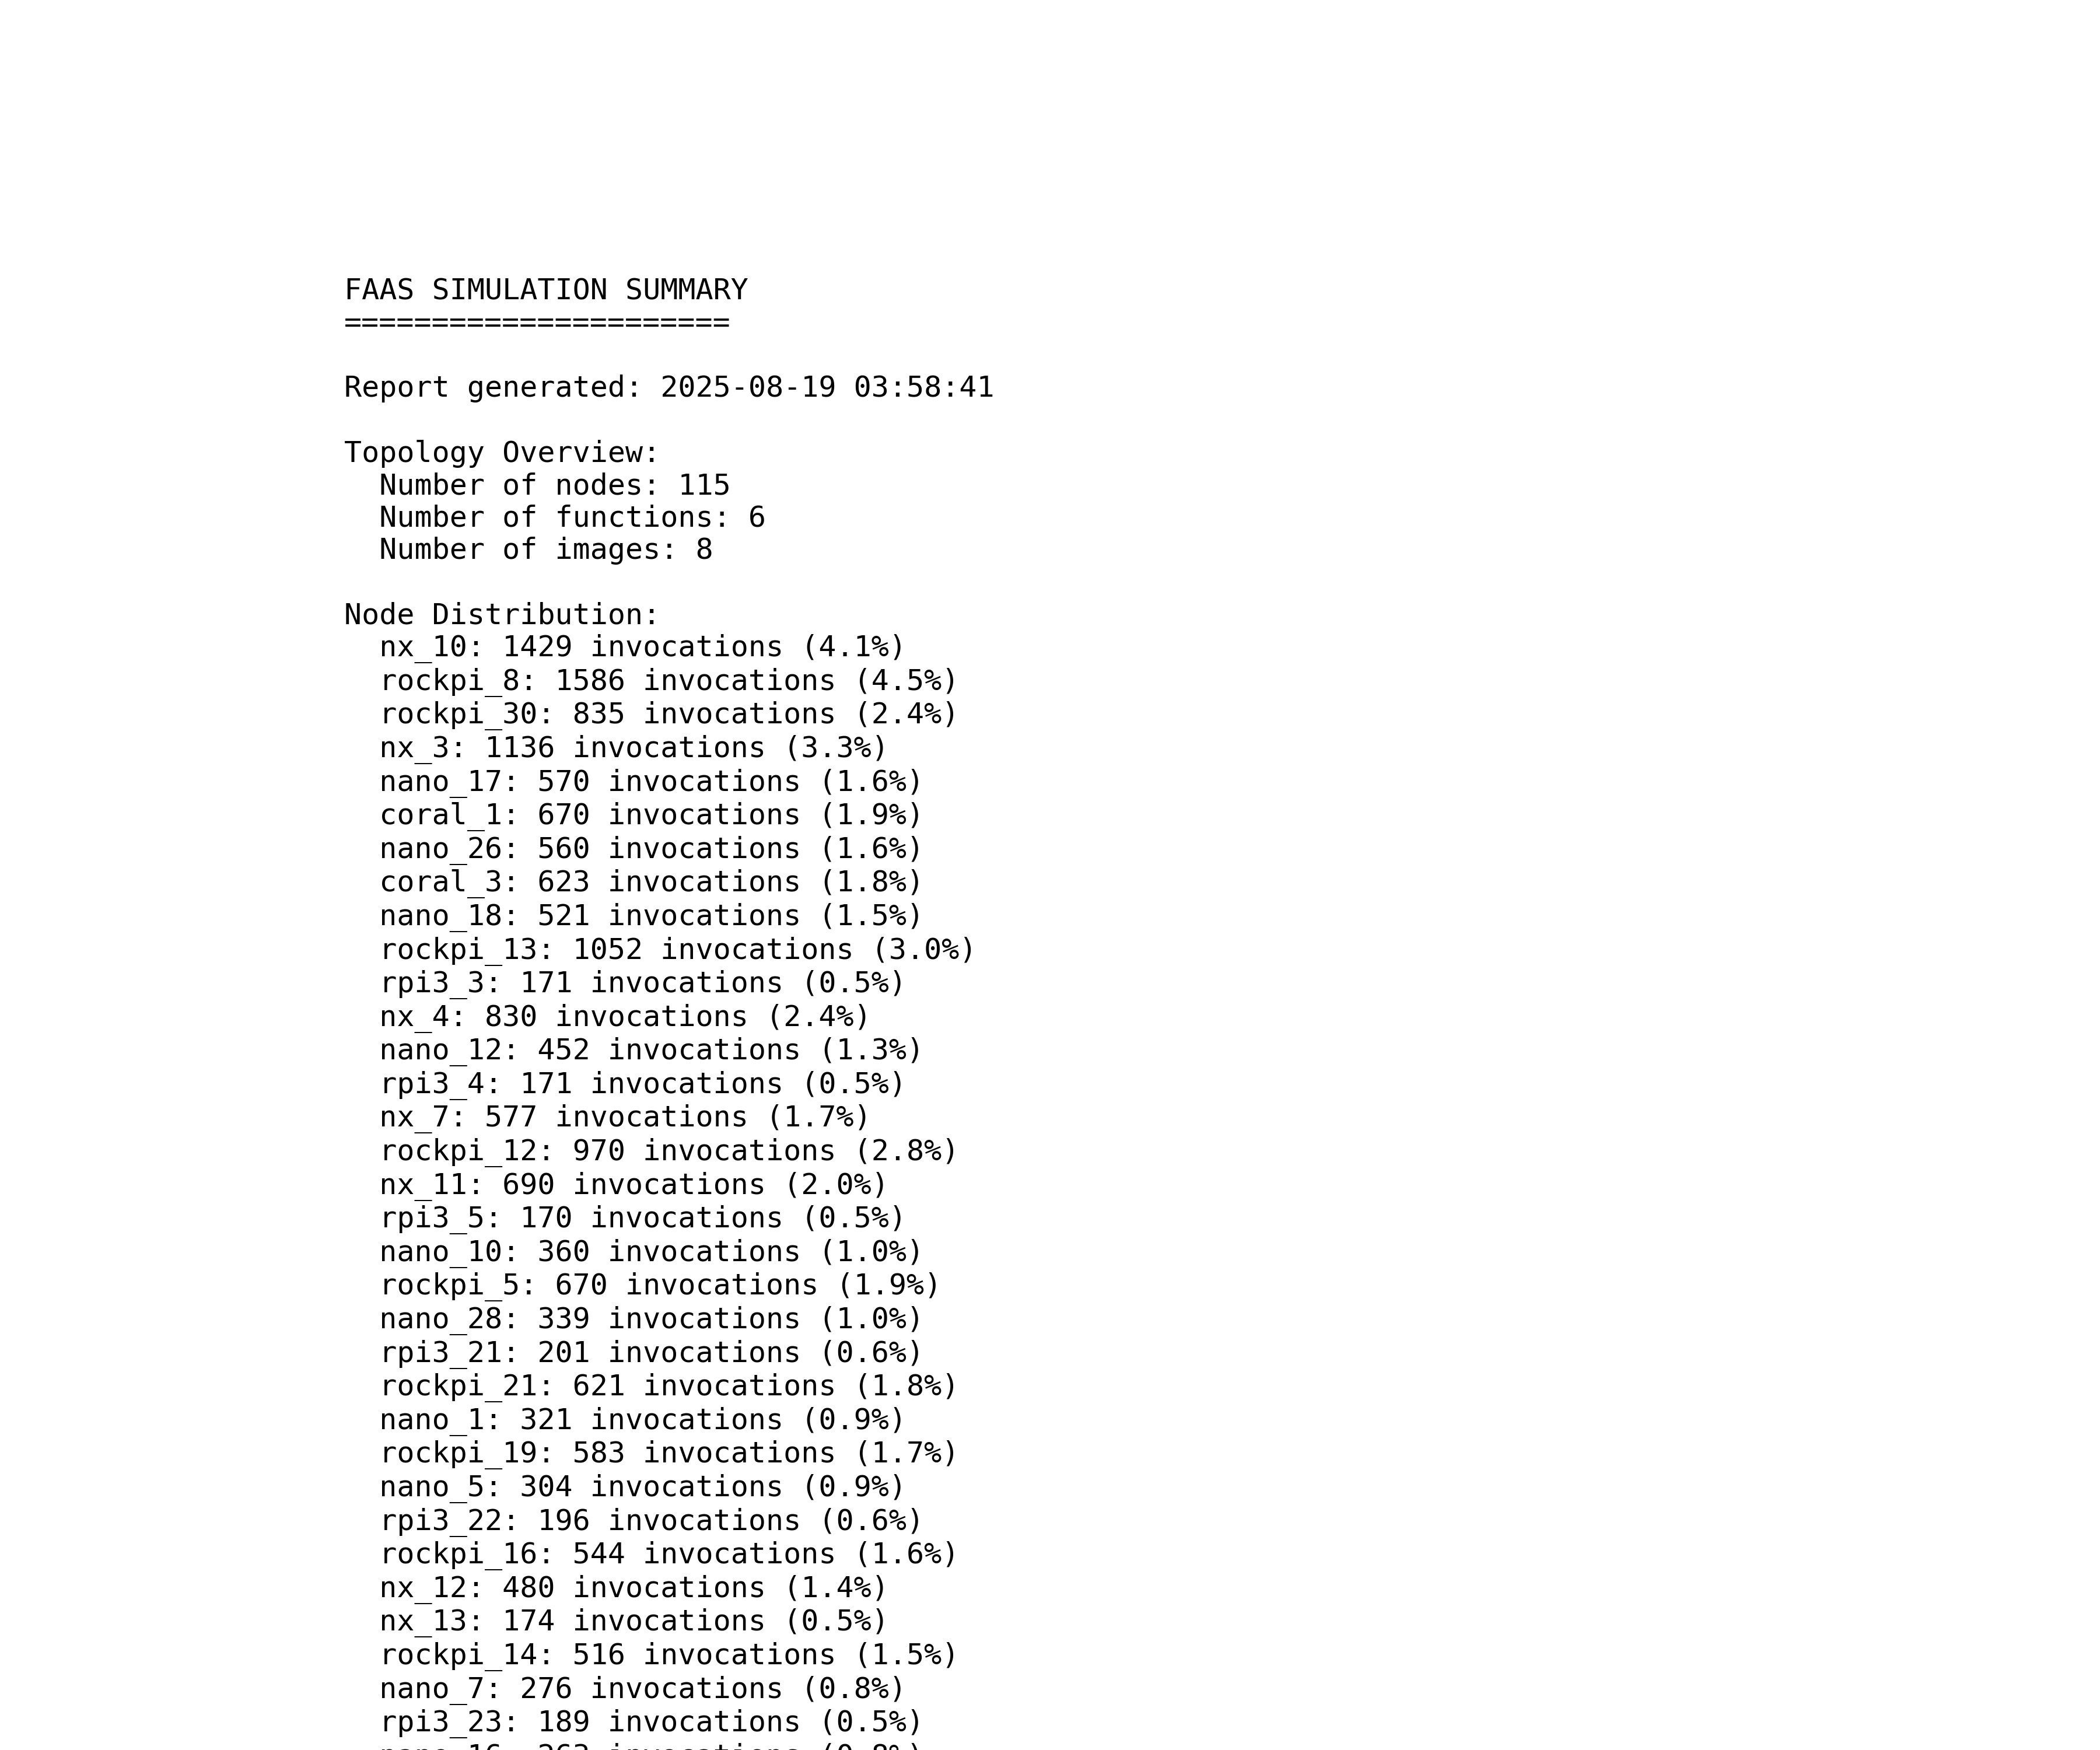 FAAS SIMULATION SUMMARY
======================
Report generated: 2025-08-19 03:58:41
Topology Overview:
  Number of nodes: 115
  Number of functions: 6
  Number of images: 8
Node Distribution:
  nx_10: 1429 invocations (4.1%)
  rockpi_8: 1586 invocations (4.5%)
  rockpi_30: 835 invocations (2.4%)
  nx_3: 1136 invocations (3.3%)
  nano_17: 570 invocations (1.6%)
  coral_1: 670 invocations (1.9%)
  nano_26: 560 invocations (1.6%)
  coral_3: 623 invocations (1.8%)
  nano_18: 521 invocations (1.5%)
  rockpi_13: 1052 invocations (3.0%)
  rpi3_3: 171 invocations (0.5%)
  nx_4: 830 invocations (2.4%)
  nano_12: 452 invocations (1.3%)
  rpi3_4: 171 invocations (0.5%)
  nx_7: 577 invocations (1.7%)
  rockpi_12: 970 invocations (2.8%)
  nx_11: 690 invocations (2.0%)
  rpi3_5: 170 invocations (0.5%)
  nano_10: 360 invocations (1.0%)
  rockpi_5: 670 invocations (1.9%)
  nano_28: 339 invocations (1.0%)
  rpi3_21: 201 invocations (0.6%)
  rockpi_21: 621 invocations (1.8%)
  nano_1: 321 invocations (0.9%)
  rockpi_19: 583 invocations (1.7%)
  nano_5: 304 invocations (0.9%)
  rpi3_22: 196 invocations (0.6%)
  rockpi_16: 544 invocations (1.6%)
  nx_12: 480 invocations (1.4%)
  nx_13: 174 invocations (0.5%)
  rockpi_14: 516 invocations (1.5%)
  nano_7: 276 invocations (0.8%)
  rpi3_23: 189 invocations (0.5%)
  invocations